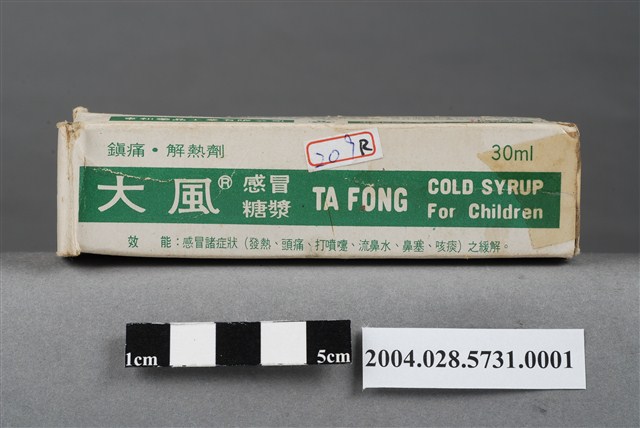 鎮痛・解熱劑
209R
30ml
大風® 感冒糖漿 TA FONG COLD SYRUP For Children
效能：感冒諸症狀（發熱、頭痛、打噴嚏、流鼻水、鼻塞、咳痰）之緩解。
1cm 5cm
2004.028.5731.0001